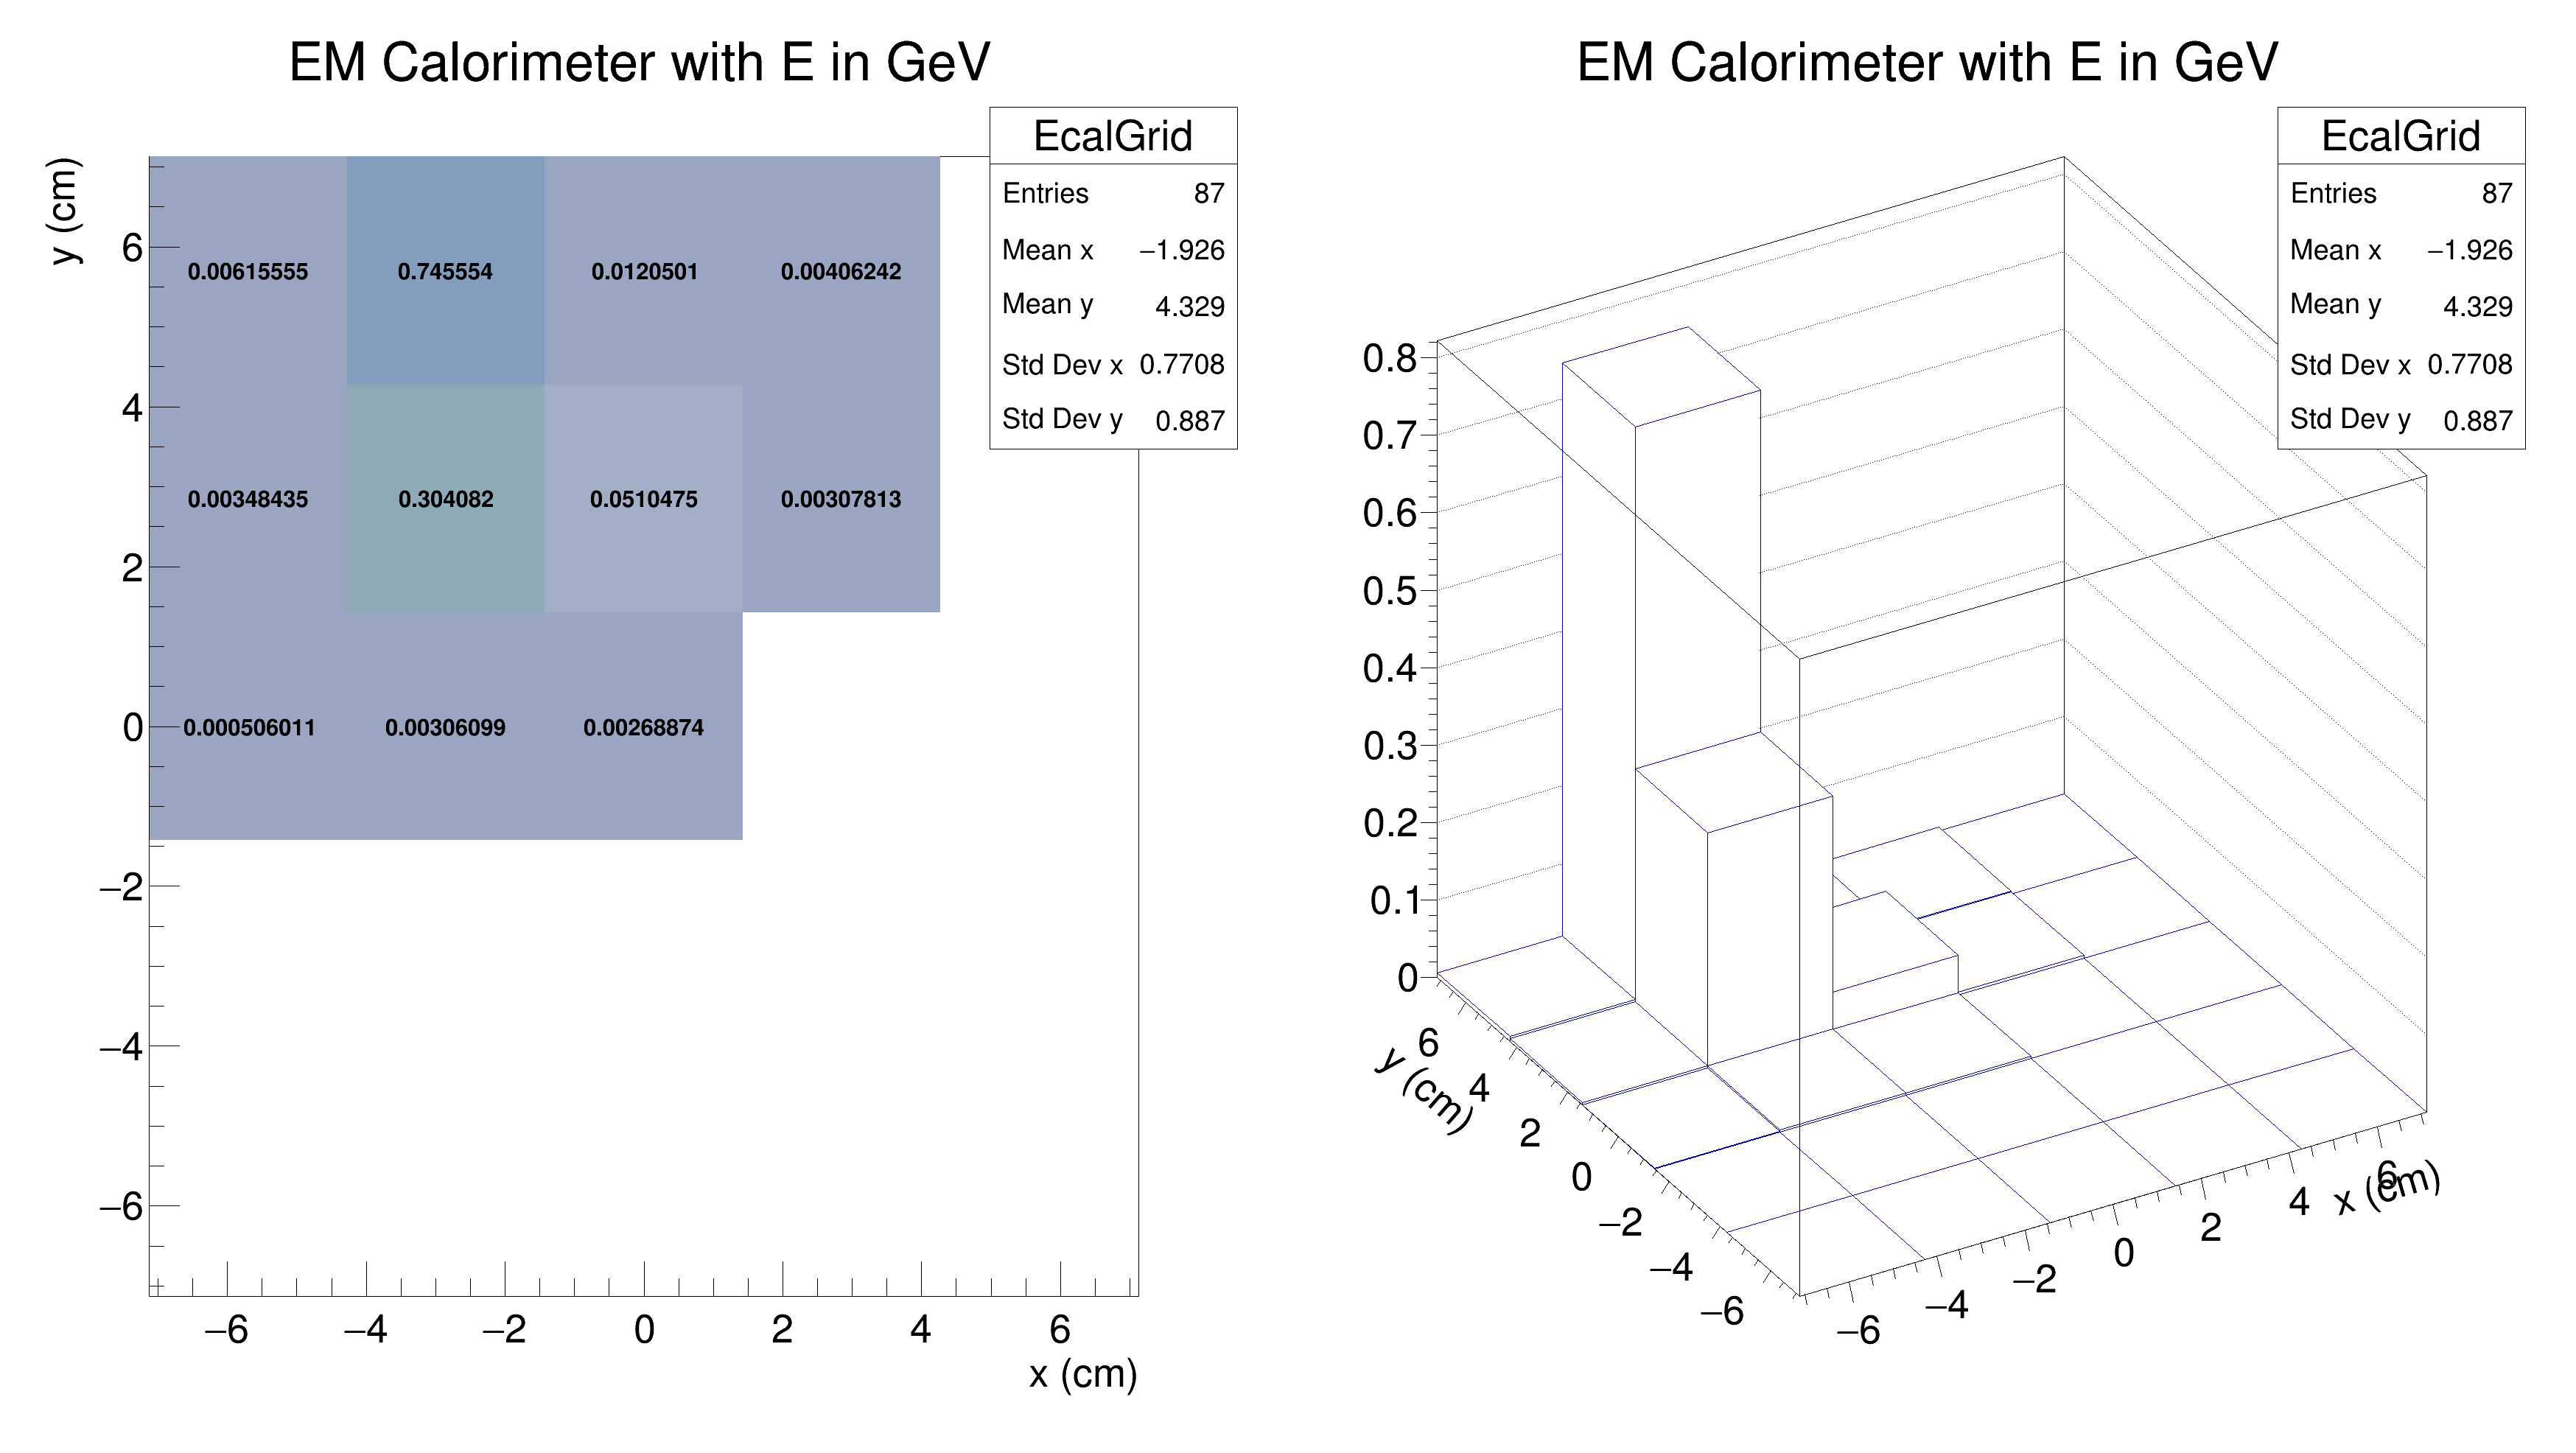 EM Calorimeter with E in GeV
EcalGrid
Entries 87
Mean x −1.926
Mean y 4.329
Std Dev x 0.7708
Std Dev y 0.887
y (cm)
6
4
2
0
−2
−4
−6
0.00615555 0.745554 0.0120501 0.00406242
0.00348435 0.304082 0.0510475 0.00307813
0.000506011 0.00306099 0.00268874
−6 −4 −2 0 2 4 6
x (cm)
EM Calorimeter with E in GeV
EcalGrid
Entries 87
Mean x −1.926
Mean y 4.329
Std Dev x 0.7708
Std Dev y 0.887
0.8
0.7
0.6
0.5
0.4
0.3
0.2
0.1
0
y (cm)
6
4
2
0
−2
−4
−6
−6 −4 −2 0 2 4 6
x (cm)